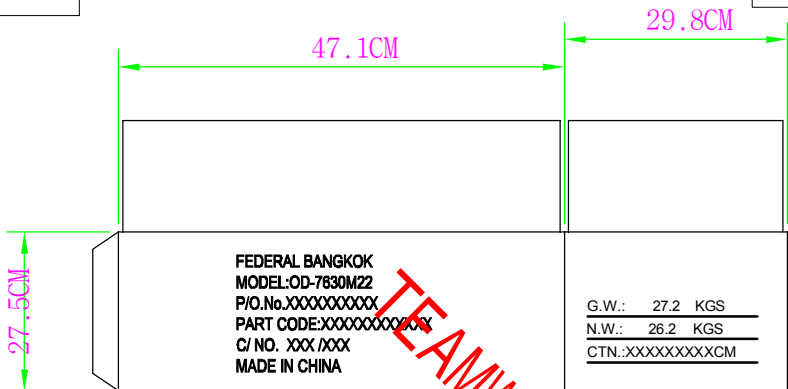 29.8CM
47.1CM
27.5CM
FEDERAL BANGKOK
MODEL:OD-7630M22
P/O.No.XXXXXXXXXX
PART CODE:XXXXXXXXXXXX
C/ NO. XXX /XXX
MADE IN CHINA
G.W.: 27.2 KGS
N.W.: 26.2 KGS
CTN.:XXXXXXXXXCM